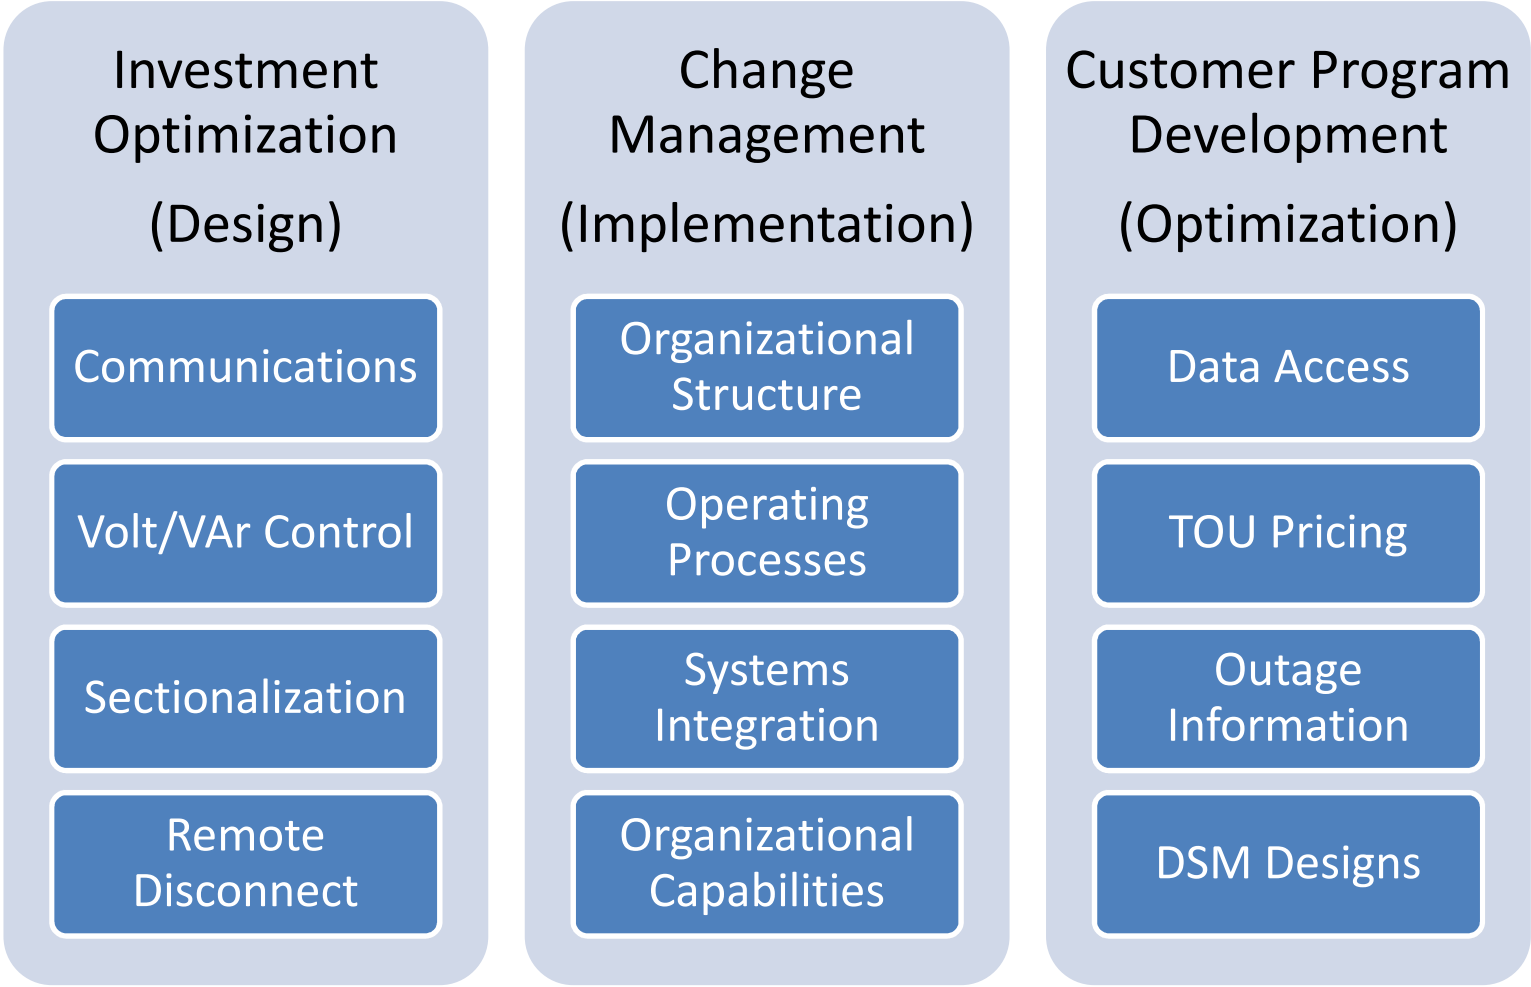 Investment
Optimization
(Design)
Communications
Volt/VAr Control
Sectionalization
Remote
Disconnect
Change
Management
(Implementation)
Organizational
Structure
Operating
Processes
Systems
Integration
Organizational
Capabilities
Customer Program
Development
(Optimization)
Data Access
TOU Pricing
Outage
Information
DSM Designs